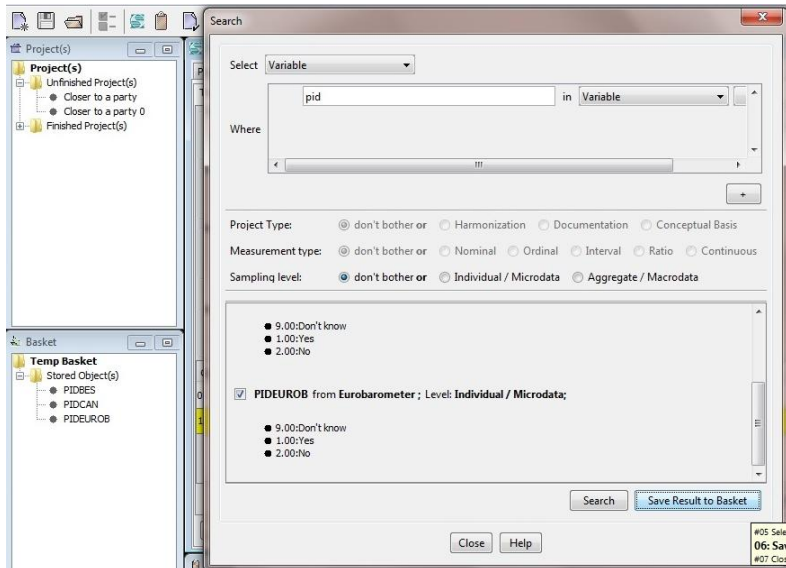 Search
Project(s)
Project(s)
Unfinished Project(s)
Closer to a party
Closer to a party 0
Finished Project(s)
Basket
Temp Basket
Stored Object(s)
PIDBES
PIDCAN
PIDEUROB
Select Variable
Where pid in Variable
+
Project Type: don't bother or Harmonization Documentation Conceptual Basis
Measurement type: don't bother or Nominal Ordinal Interval Ratio Continuous
Sampling level: don't bother or Individual / Microdata Aggregate / Macrodata
9.00:Don't know
1.00:Yes
2.00:No
PIDEUROB from Eurobarometer ; Level: Individual / Microdata;
9.00:Don't know
1.00:Yes
2.00:No
Search Save Result to Basket
Close Help
#05 Sele
06: Sav
#07 Clos